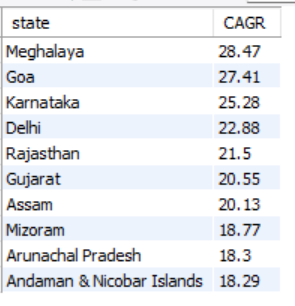 state CAGR
Meghalaya 28.47
Goa 27.41
Karnataka 25.28
Delhi 22.88
Rajasthan 21.5
Gujarat 20.55
Assam 20.13
Mizoram 18.77
Arunachal Pradesh 18.3
Andaman & Nicobar Islands 18.29